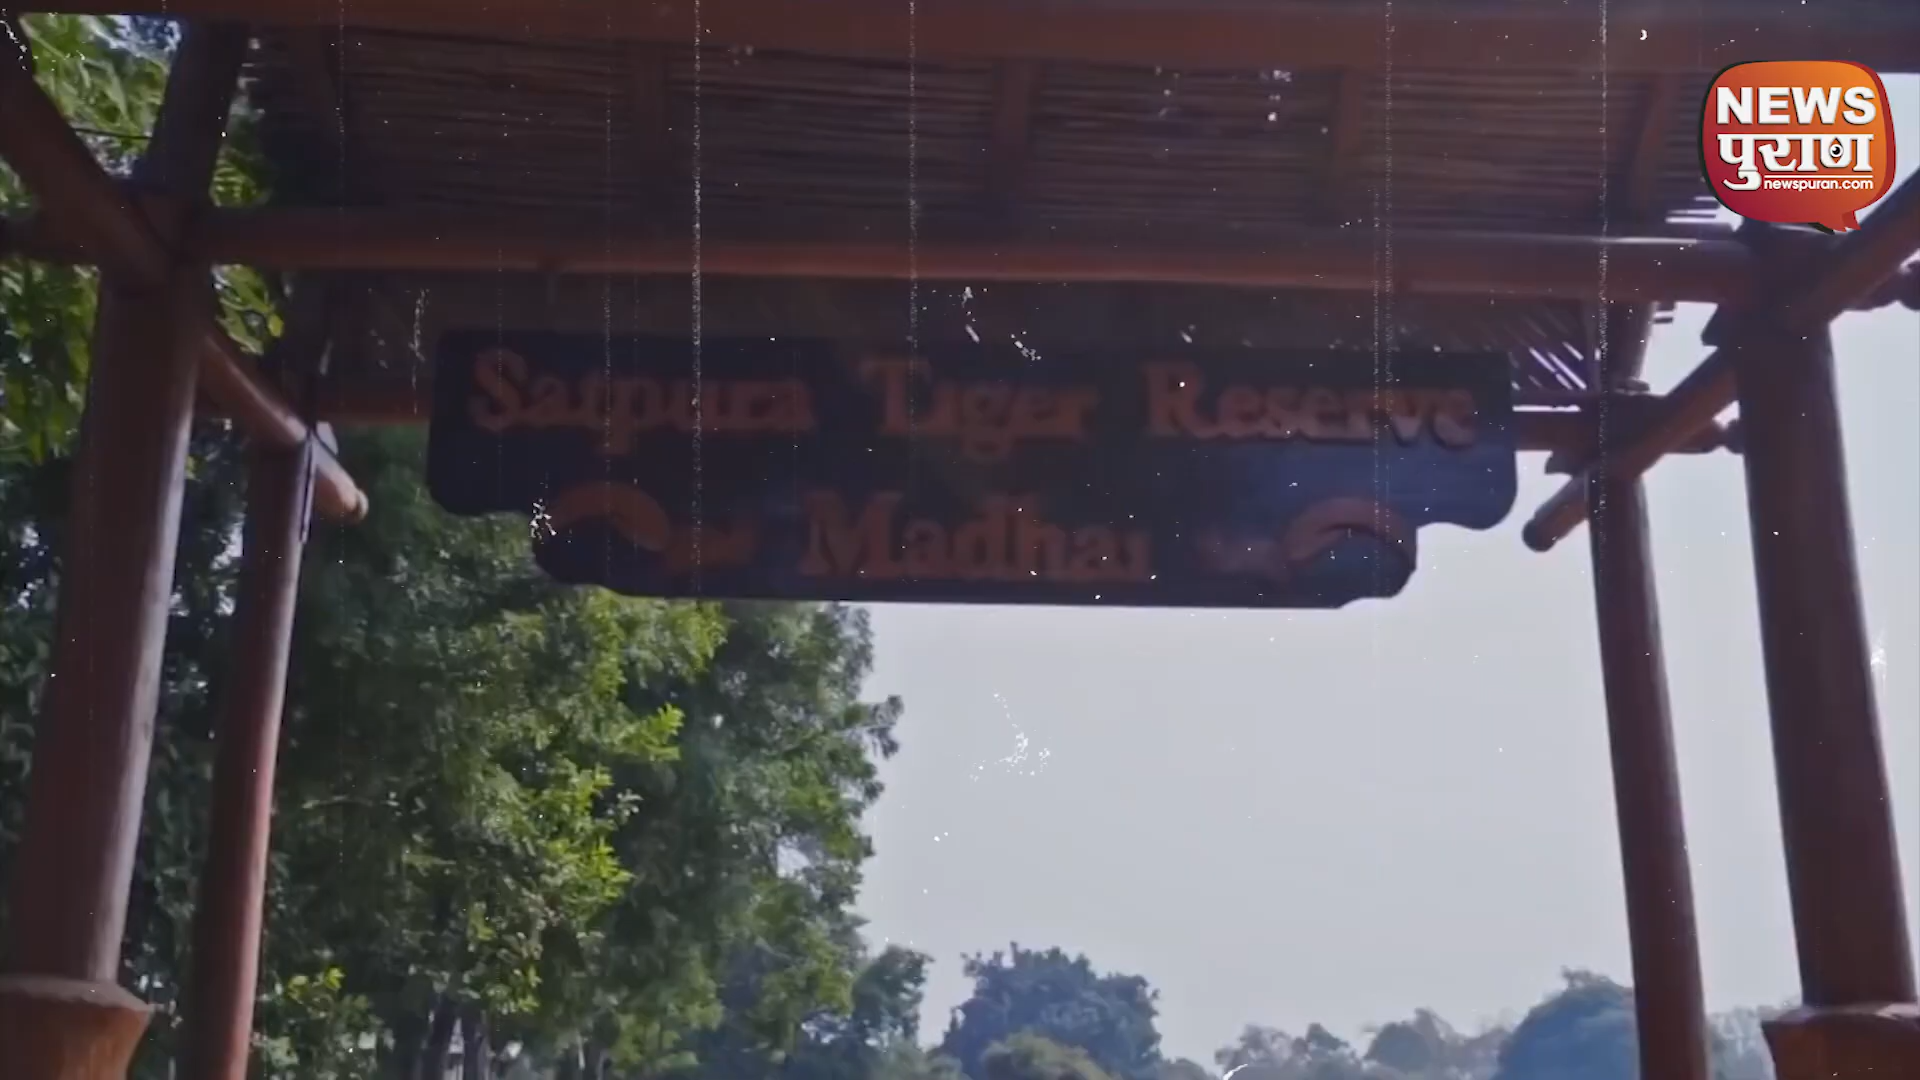 NEWS
पुराण
newspuran.com
Satpura Tiger Reserve
Madhai